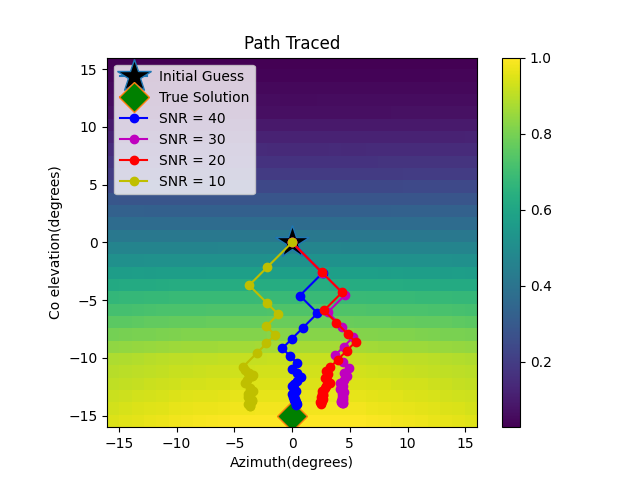 Path Traced
Initial Guess
True Solution
SNR = 40
SNR = 30
SNR = 20
SNR = 10
Co elevation(degrees)
15
10
5
0
−5
−10
−15
−15
−10
−5
0
5
10
15
Azimuth(degrees)
1.0
0.8
0.6
0.4
0.2